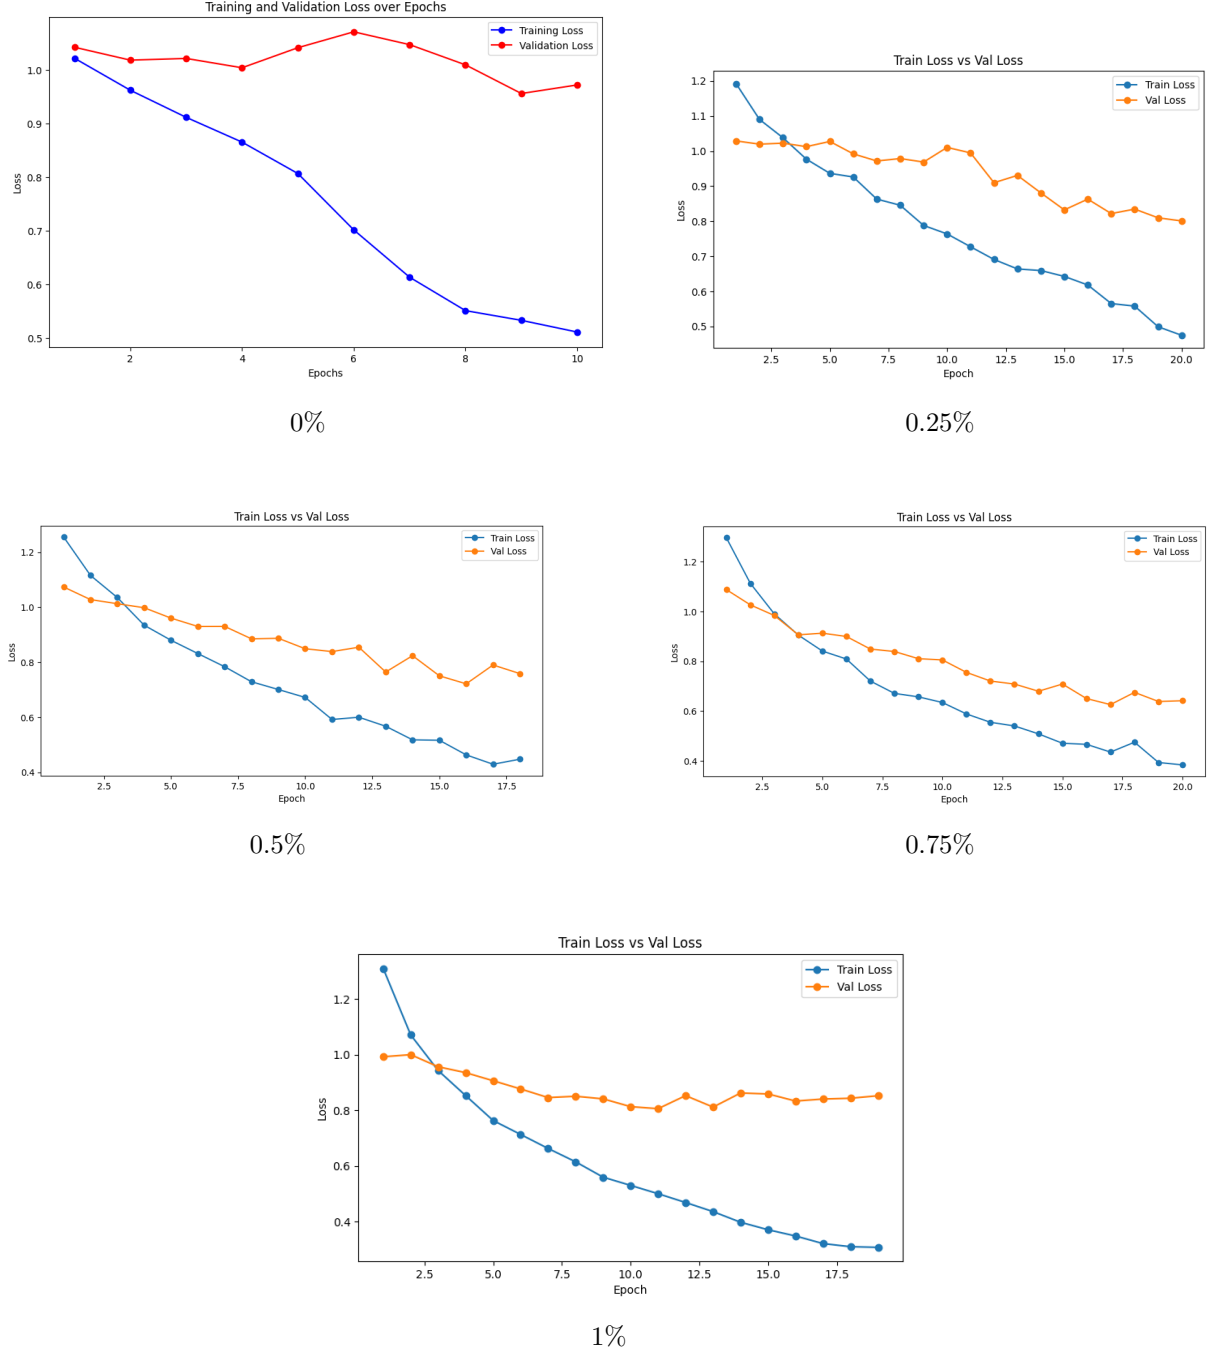 Training and Validation Loss over Epochs
Training Loss
Validation Loss
1.0
0.9
0.8
0.7
0.6
0.5
Loss
2 4 6 8 10
Epochs
0%
Train Loss vs Val Loss
Train Loss
Val Loss
1.2
1.1
1.0
0.9
0.8
0.7
0.6
0.5
Loss
2.5 5.0 7.5 10.0 12.5 15.0 17.5 20.0
Epoch
0.25%
Train Loss vs Val Loss
Train Loss
Val Loss
1.2
1.0
0.8
0.6
0.4
Loss
2.5 5.0 7.5 10.0 12.5 15.0 17.5
Epoch
0.5%
Train Loss vs Val Loss
Train Loss
Val Loss
1.2
1.0
0.8
0.6
0.4
Loss
2.5 5.0 7.5 10.0 12.5 15.0 17.5 20.0
Epoch
0.75%
Train Loss vs Val Loss
Train Loss
Val Loss
1.2
1.0
0.8
0.6
0.4
Loss
2.5 5.0 7.5 10.0 12.5 15.0 17.5
Epoch
1%